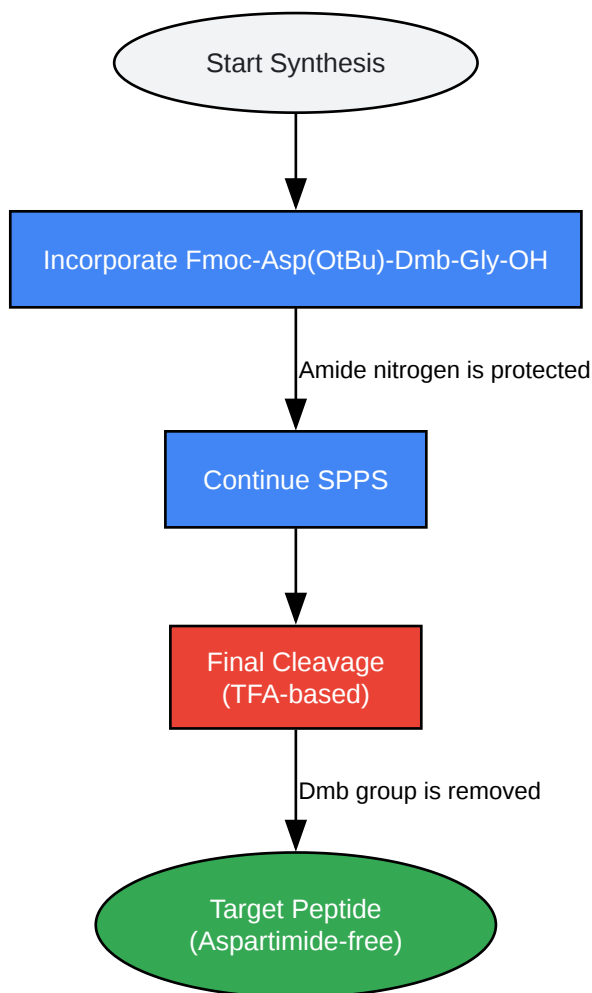 Start Synthesis
Incorporate Fmoc-Asp(OtBu)-Dmb-Gly-OH
Amide nitrogen is protected
Continue SPPS
Final Cleavage
(TFA-based)
Dmb group is removed
Target Peptide
(Aspartimide-free)